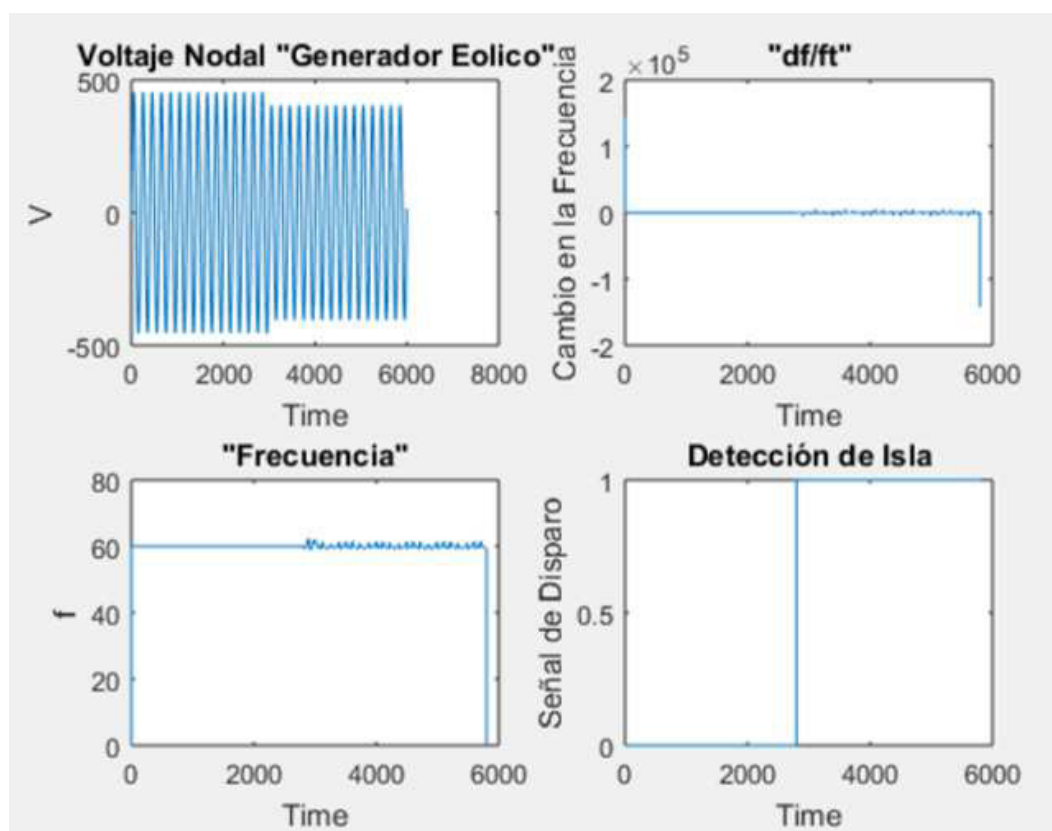 Voltaje Nodal "Generador Eolico"
500
0
-500
V
0 2000 4000 6000 8000
Time
"df/ft"
×10^5
2
1
0
-1
-2
Cambio en la Frecuencia
0 2000 4000 6000
Time
"Frecuencia"
80
60
40
20
0
f
0 2000 4000 6000
Time
Detección de Isla
1
0.5
0
Señal de Disparo
0 2000 4000 6000
Time